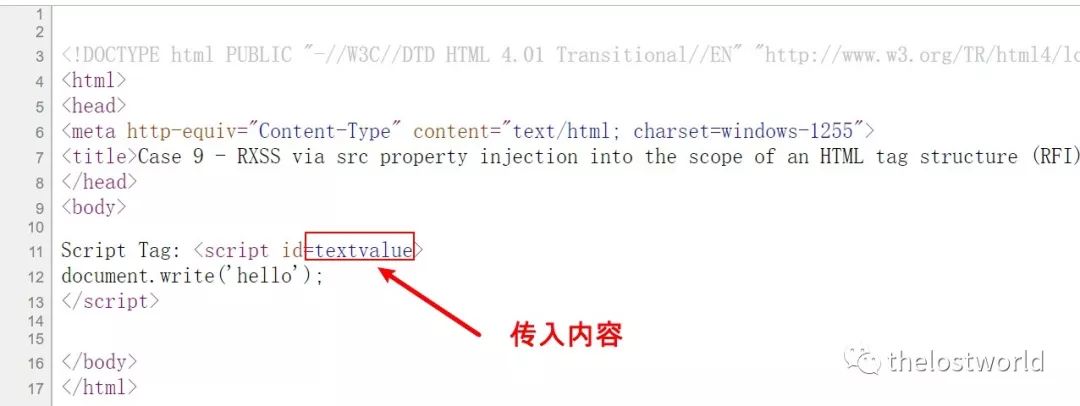 1
2
3 <!DOCTYPE html PUBLIC "-//W3C//DTD HTML 4.01 Transitional//EN" "http://www.w3.org/TR/html4/lo
4 <html>
5 <head>
6 <meta http-equiv="Content-Type" content="text/html; charset=windows-1255">
7 <title>Case 9 - RXSS via src property injection into the scope of an HTML tag structure (RFI)
8 </head>
9 <body>
10
11 Script Tag: <script id=textvalue>
12 document.write('hello');
13 </script>
14
传入内容
15
16 </body>
thelostworld
17 </html>